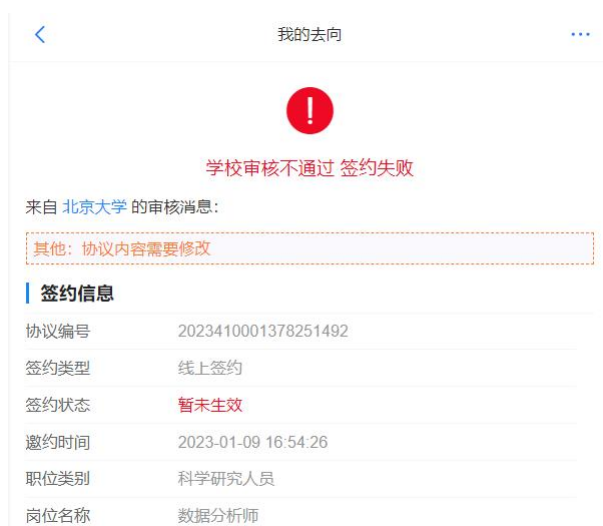 我的去向
学校审核不通过 签约失败
来自 北京大学 的审核消息：
其他：协议内容需要修改
签约信息
协议编号 2023410001378251492
签约类型 线上签约
签约状态 暂未生效
邀约时间 2023-01-09 16:54:26
职位类别 科学研究人员
岗位名称 数据分析师